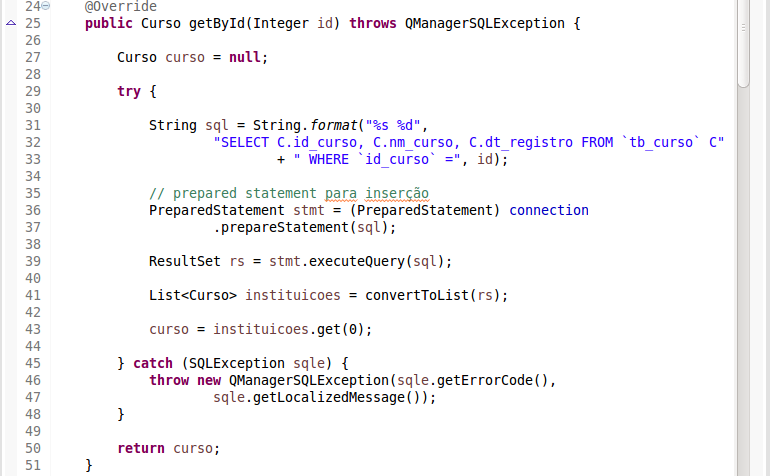 24 @Override
25 public Curso getById(Integer id) throws QManagerSQLException {
26
27 Curso curso = null;
28
29 try {
30
31 String sql = String.format("%s %d",
32 "SELECT C.id_curso, C.nm_curso, C.dt_registro FROM `tb_curso` C"
33 + " WHERE `id_curso` =", id);
34
35 // prepared statement para inserção
36 PreparedStatement stmt = (PreparedStatement) connection
37 .prepareStatement(sql);
38
39 ResultSet rs = stmt.executeQuery(sql);
40
41 List<Curso> instituicoes = convertToList(rs);
42
43 curso = instituicoes.get(0);
44
45 } catch (SQLException sqle) {
46 throw new QManagerSQLException(sqle.getErrorCode(),
47 sqle.getLocalizedMessage());
48 }
49
50 return curso;
51 }